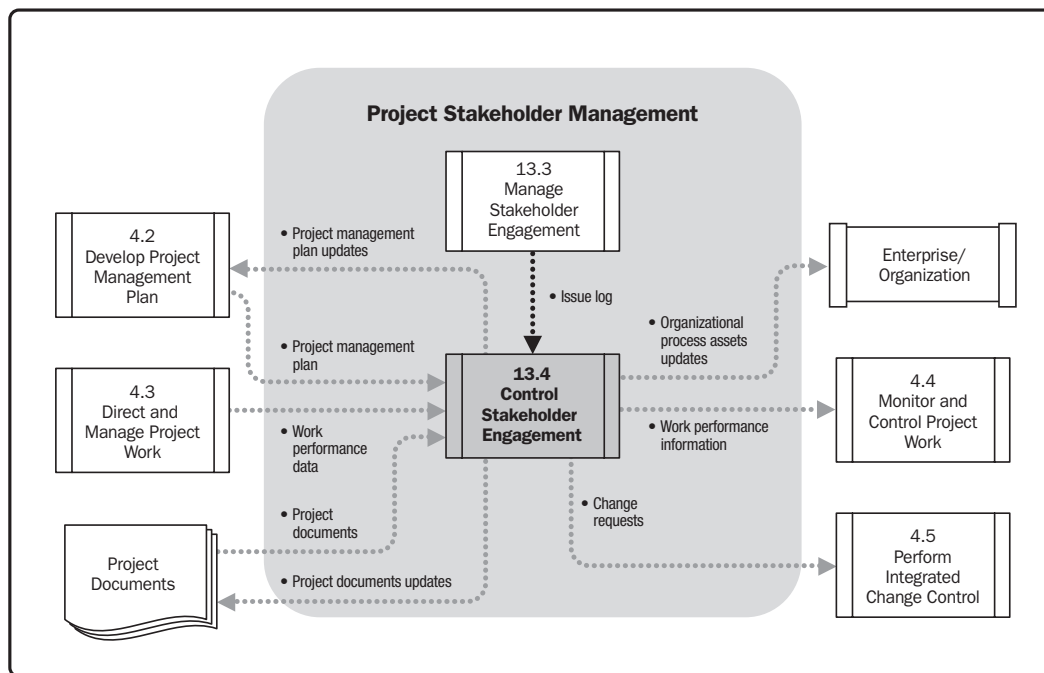 Project Stakeholder Management
13.3
Manage
Stakeholder
Engagement
4.2
Develop Project
Management
Plan
• Project management
plan updates
Enterprise/
Organization
• Issue log
• Organizational
process assets
updates
• Project management
plan
13.4
Control
Stakeholder
Engagement
4.3
Direct and
Manage Project
Work
4.4
Monitor and
Control Project
Work
• Work
performance
data
• Work performance
information
• Change
requests
• Project
documents
Project
Documents
• Project documents updates
4.5
Perform
Integrated
Change Control